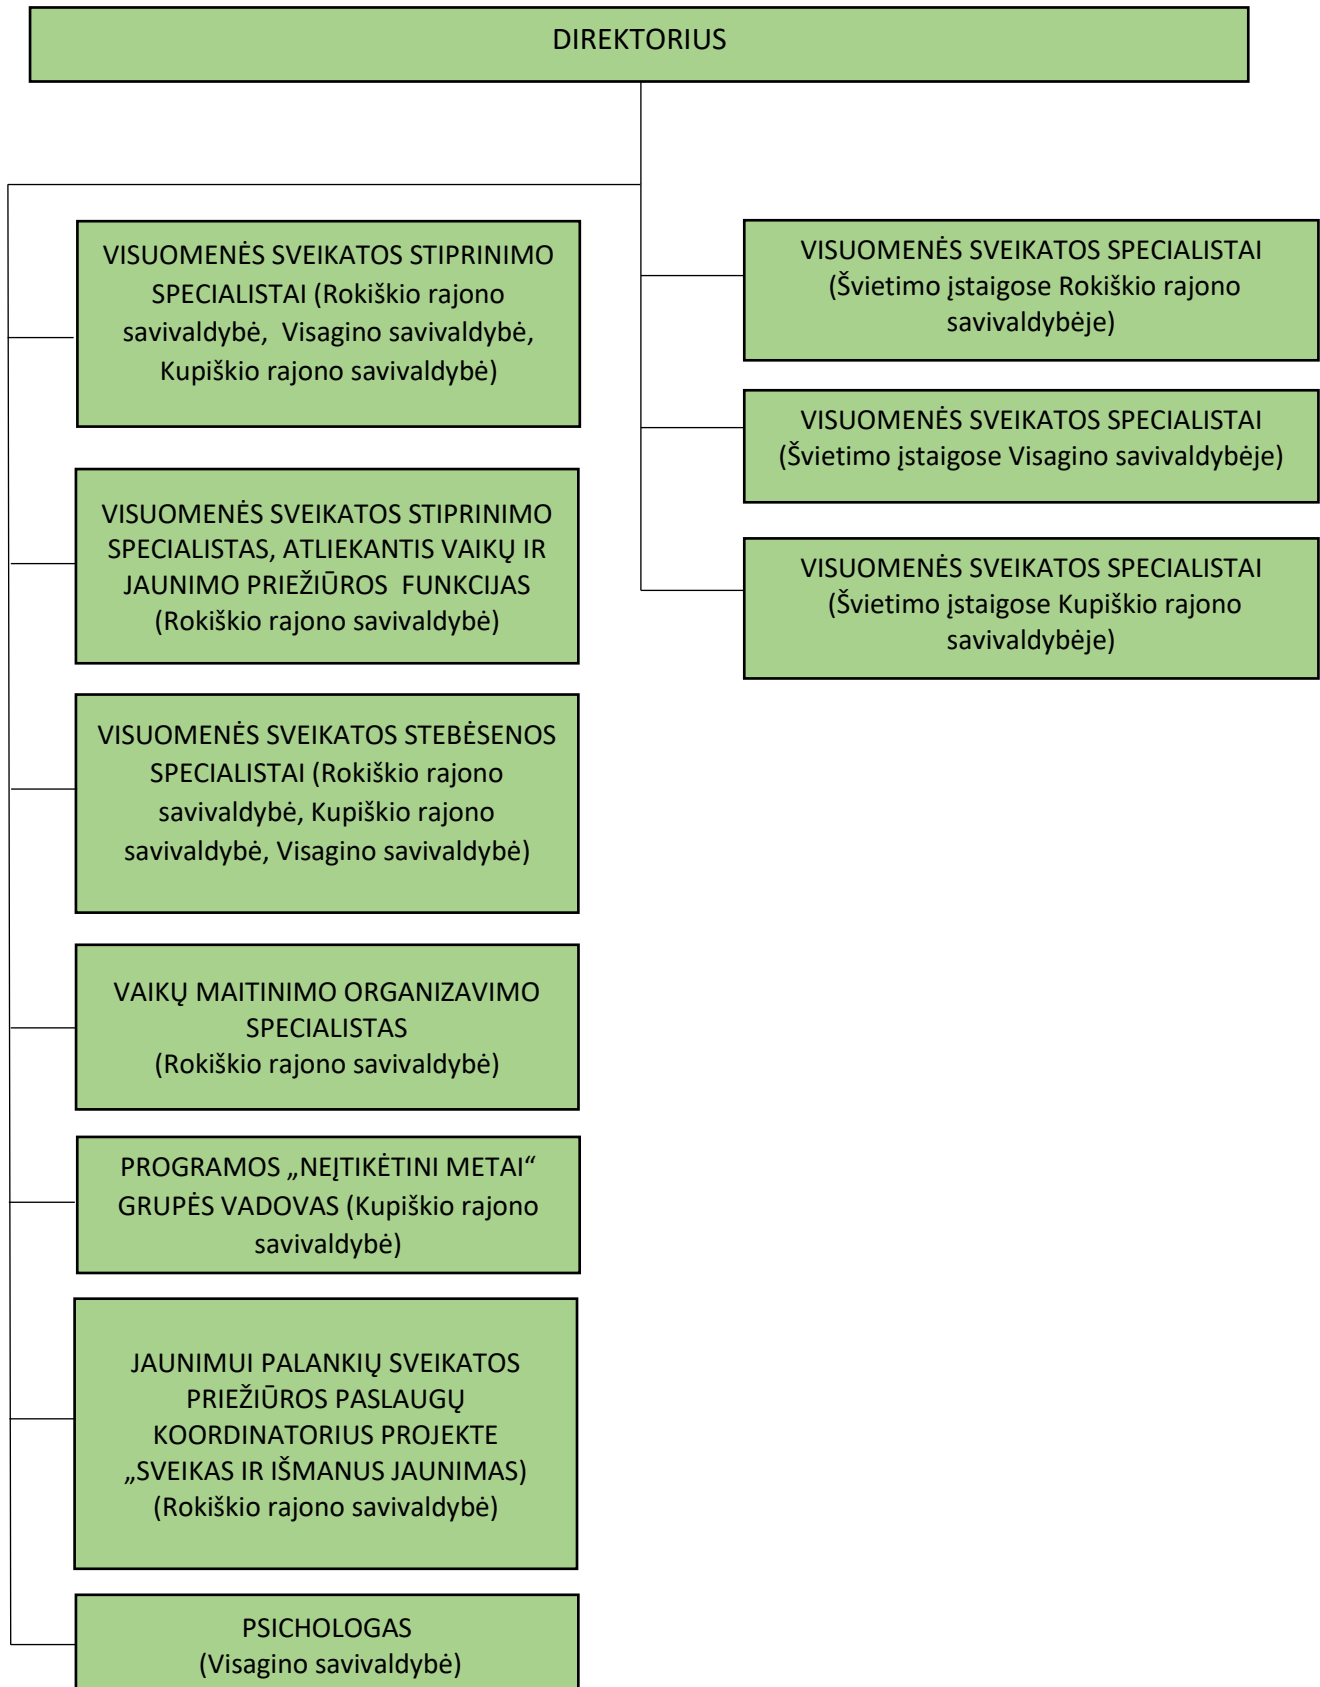 DIREKTORIUS
VISUOMENĖS SVEIKATOS STIPRINIMO
SPECIALISTAI (Rokiškio rajono
savivaldybė, Visagino savivaldybė,
Kupiškio rajono savivaldybė)
VISUOMENĖS SVEIKATOS STIPRINIMO
SPECIALISTAS, ATLIEKANTIS VAIKŲ IR
JAUNIMO PRIEŽIŪROS FUNKCIJAS
(Rokiškio rajono savivaldybė)
VISUOMENĖS SVEIKATOS STEBĖSENOS
SPECIALISTAI (Rokiškio rajono
savivaldybė, Kupiškio rajono
savivaldybė, Visagino savivaldybė)
VAIKŲ MAITINIMO ORGANIZAVIMO
SPECIALISTAS
(Rokiškio rajono savivaldybė)
PROGRAMOS „NEĮTIKĖTINI METAI“
GRUPĖS VADOVAS (Kupiškio rajono
savivaldybė)
JAUNIMUI PALANKIŲ SVEIKATOS
PRIEŽIŪROS PASLAUGŲ
KOORDINATORIUS PROJEKTE
„SVEIKAS IR IŠMANUS JAUNIMAS)
(Rokiškio rajono savivaldybė)
PSICHOLOGAS
(Visagino savivaldybė)
VISUOMENĖS SVEIKATOS SPECIALISTAI
(Švietimo įstaigose Rokiškio rajono
savivaldybėje)
VISUOMENĖS SVEIKATOS SPECIALISTAI
(Švietimo įstaigose Visagino savivaldybėje)
VISUOMENĖS SVEIKATOS SPECIALISTAI
(Švietimo įstaigose Kupiškio rajono
savivaldybėje)